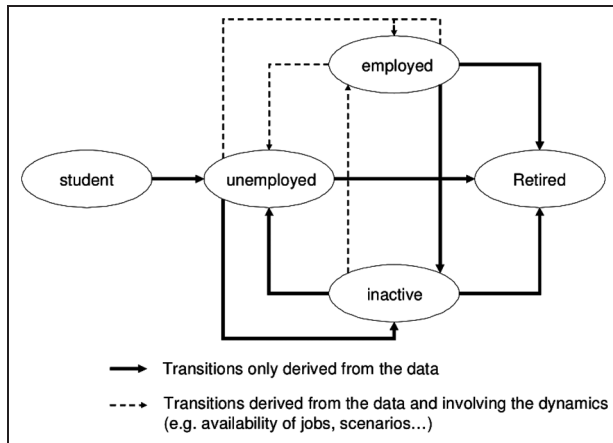 employed
student
unemployed
Retired
inactive
Transitions only derived from the data
Transitions derived from the data and involving the dynamics
(e.g. availability of jobs, scenarios...)